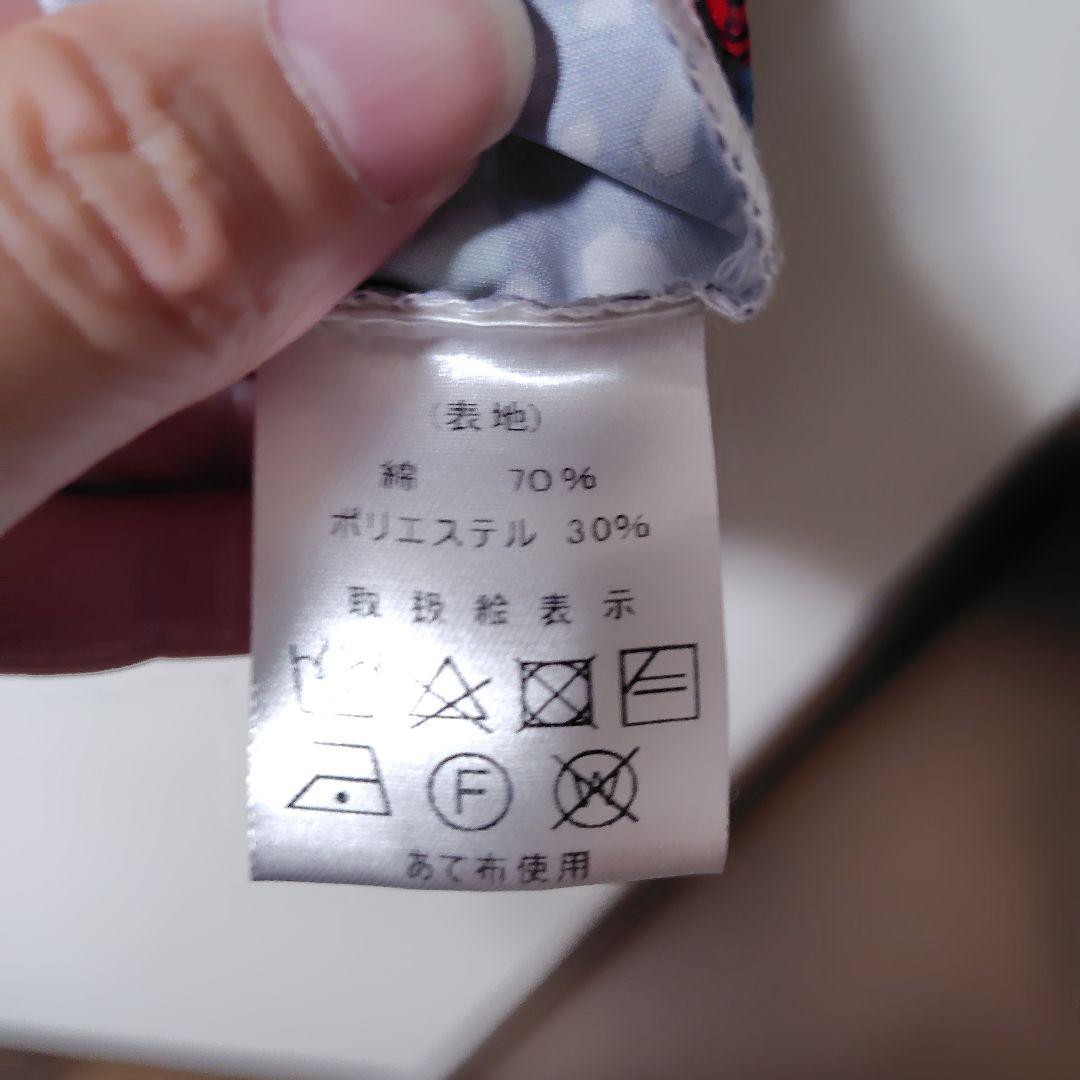 (表地)
綿 70%
ポリエステル 30%
取扱絵表示
F
W
あて布使用